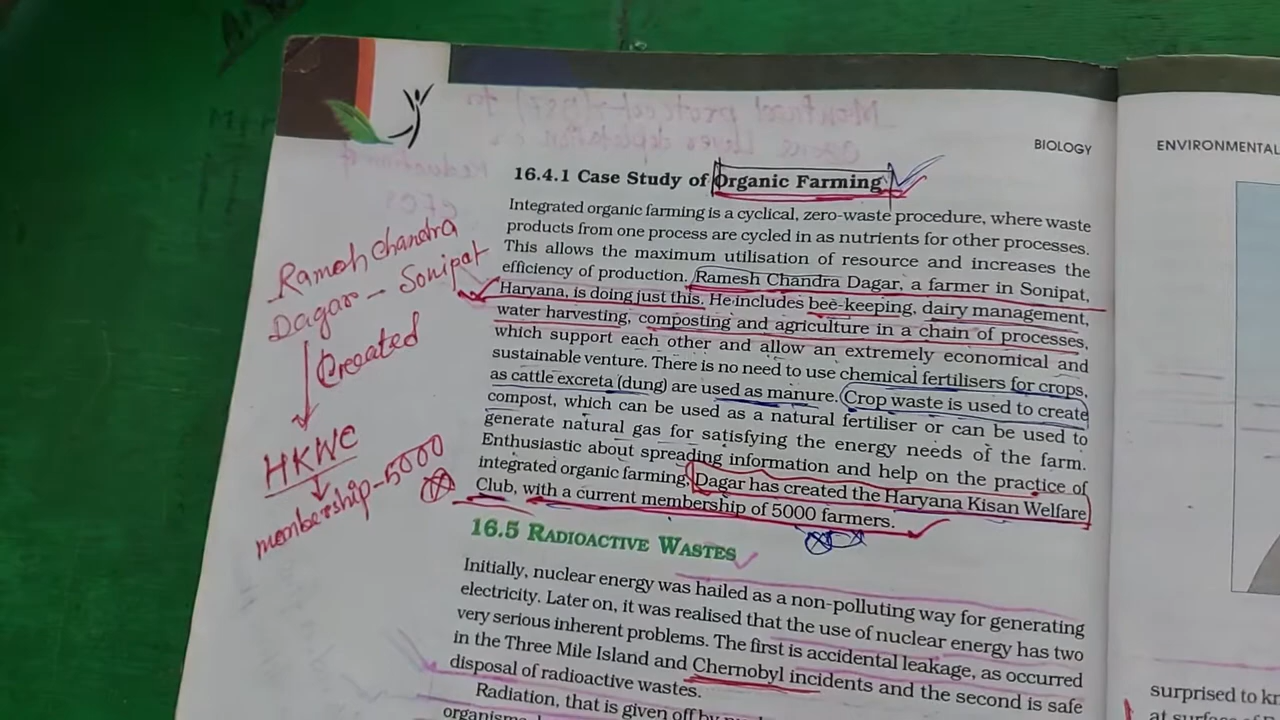 BIOLOGY
16.4.1 Case Study of Organic Farming
Integrated organic farming is a cyclical, zero-waste procedure, where waste
products from one process are cycled in as nutrients for other processes.
This allows the maximum utilisation of resource and increases the
efficiency of production. Ramesh Chandra Dagar, a farmer in Sonipat,
Haryana, is doing just this. He includes bee-keeping, dairy management,
water harvesting, composting and agriculture in a chain of processes,
which support each other and allow an extremely economical and
sustainable venture. There is no need to use chemical fertilisers for crops,
as cattle excreta (dung) are used as manure. Crop waste is used to create
compost, which can be used as a natural fertiliser or can be used to
generate natural gas for satisfying the energy needs of the farm.
Enthusiastic about spreading information and help on the practice of
integrated organic farming, Dagar has created the Haryana Kisan Welfare
Club, with a current membership of 5000 farmers.
16.5 RADIOACTIVE WASTES
Initially, nuclear energy was hailed as a non-polluting way for generating
electricity. Later on, it was realised that the use of nuclear energy has two
very serious inherent problems. The first is accidental leakage, as occurred
in the Three Mile Island and Chernobyl incidents and the second is safe
disposal of radioactive wastes.
Radiation, that is given off by
Ramesh Chandra
Dagar - Sonipat
Created
HKWC
membership-5000
ENVIRONMENTAL
surprised to